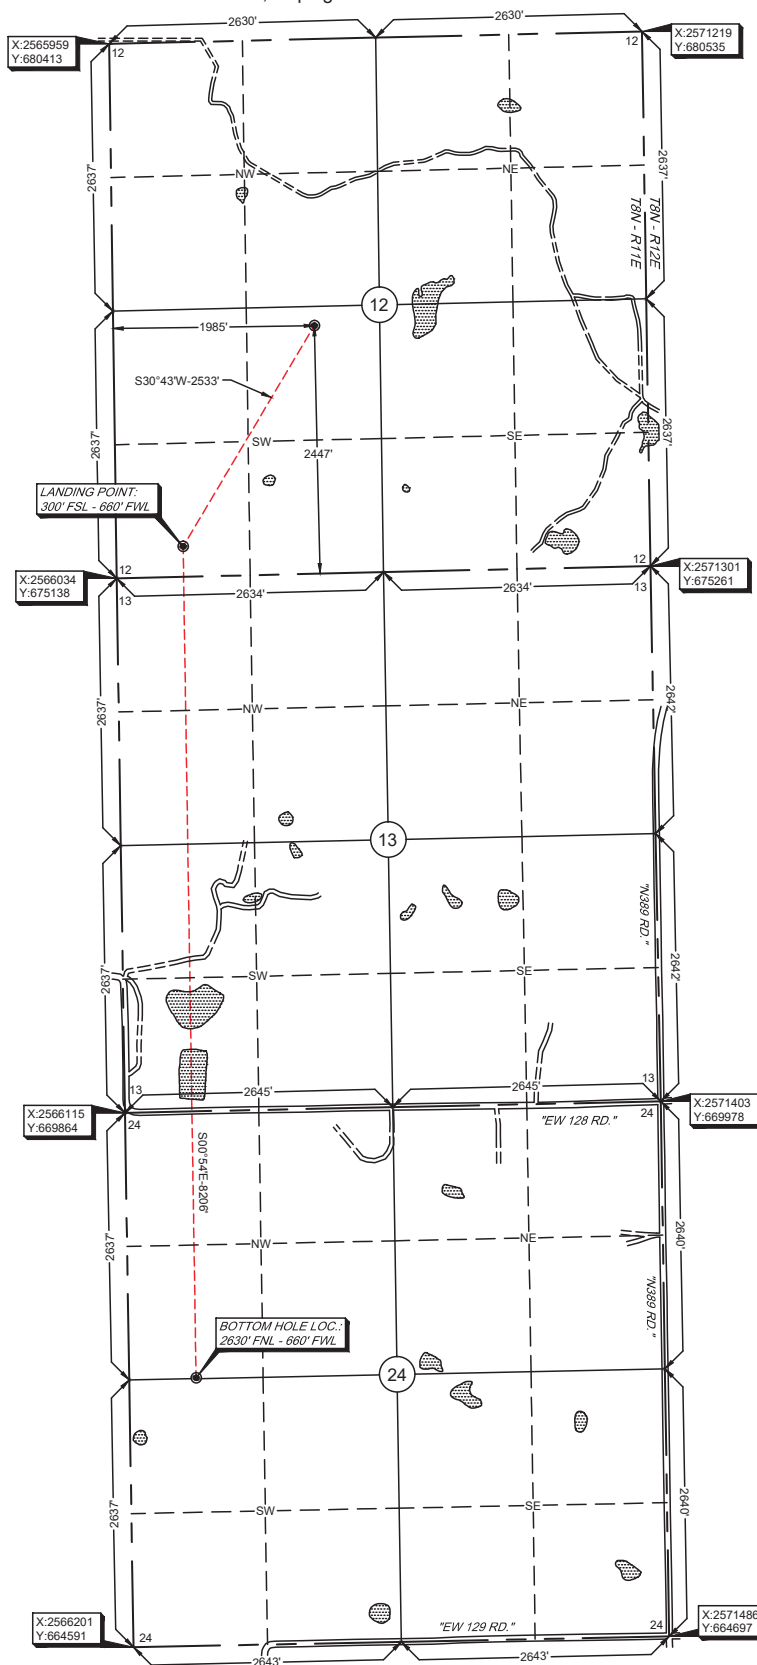 2630'
2630'
X:2565959
Y:680413
X:2571219
Y:680535
12
12
2637'
2637'
NW
NE
T8N - R11E
T8N - R12E
12
1985'
S30°43'W-2533'
2637'
2637'
SW
SE
2447'
LANDING POINT:
300' FSL - 660' FWL
12
12
X:2566034
Y:675138
X:2571301
Y:675261
13
13
2634'
2634'
2637'
2642'
NW
NE
13
"N389 RD."
2637'
2642'
SW
SE
13
13
2645'
2645'
X:2566115
Y:669864
X:2571403
Y:669978
24
24
"EW 128 RD."
S00°54'E-8206'
2637'
2640'
NW
NE
"N389 RD."
BOTTOM HOLE LOC.:
2630' FNL - 660' FWL
24
2637'
2640'
SW
SE
X:2566201
Y:664591
X:2571486
Y:664697
24
24
"EW 129 RD."
2643'
2643'